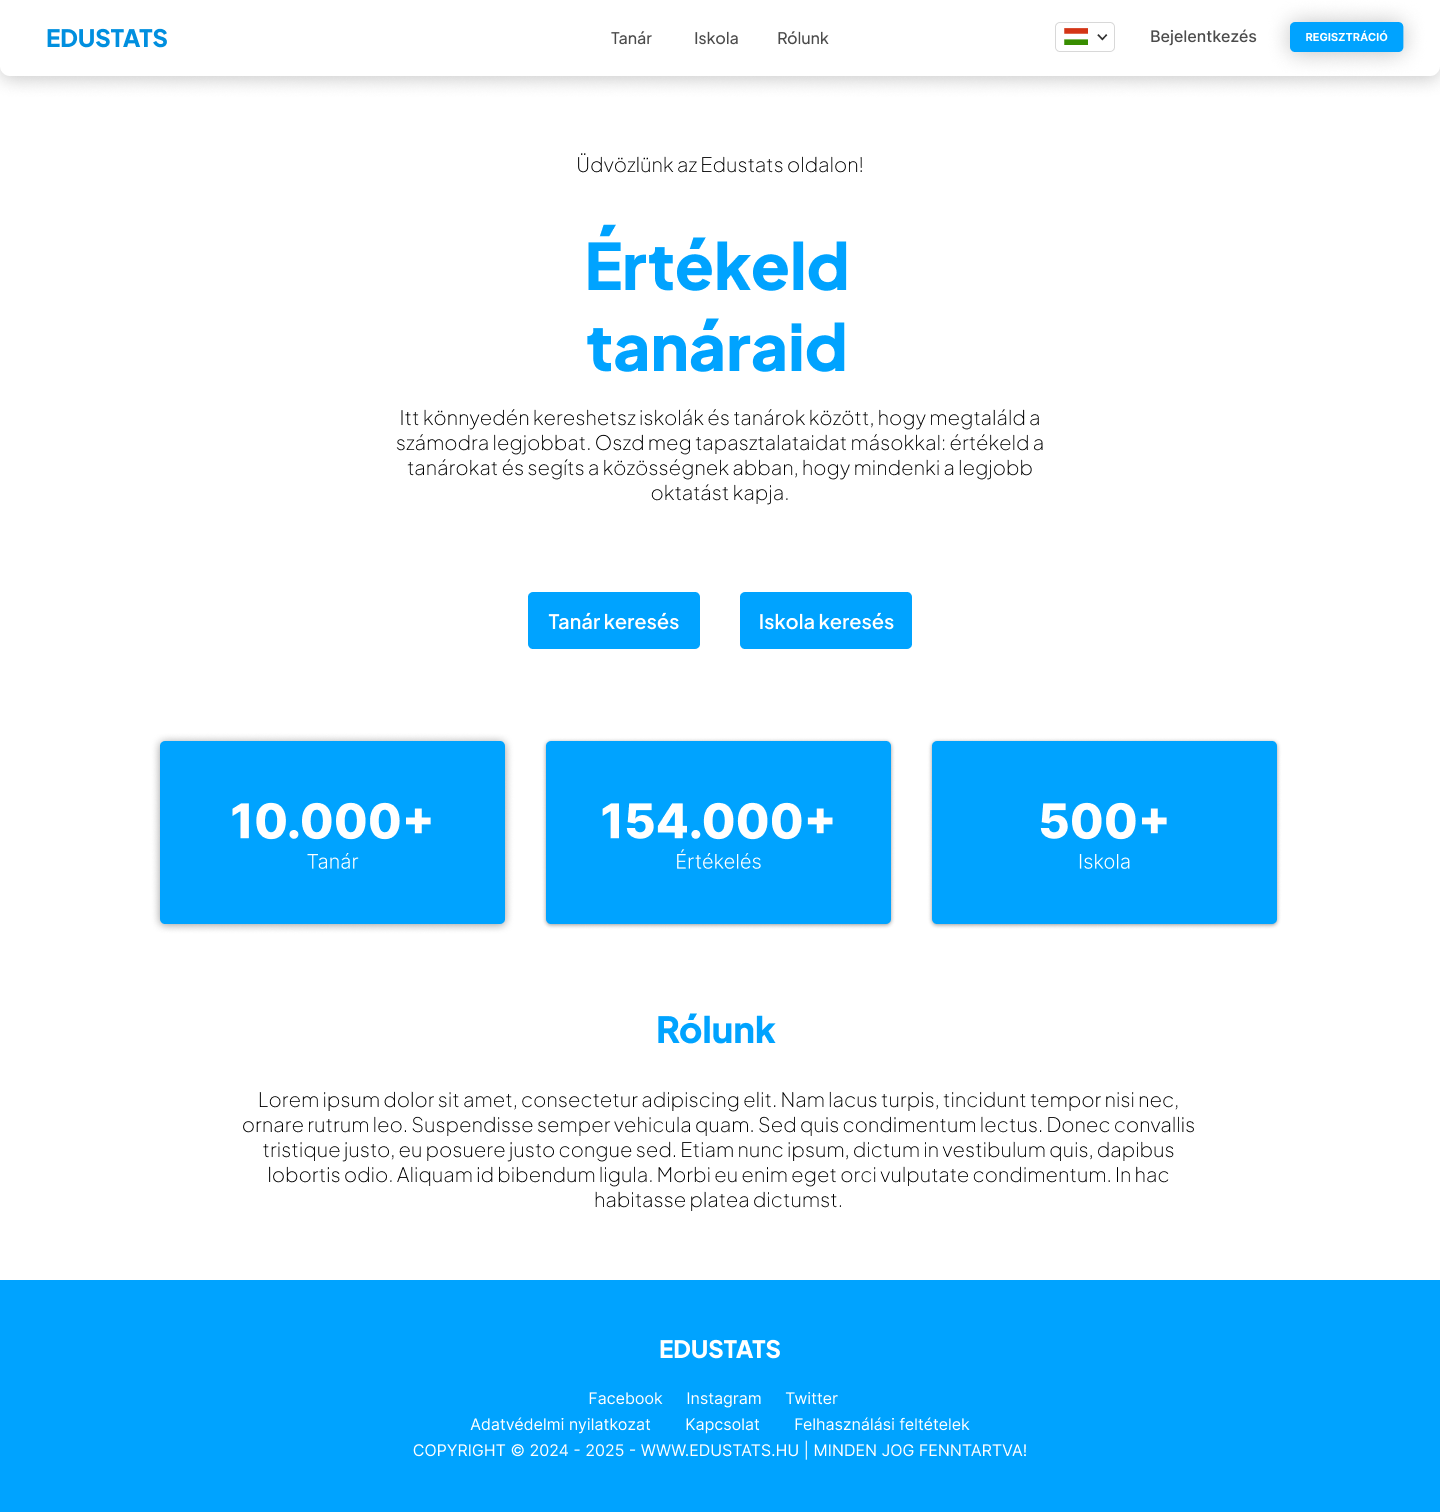 EDUSTATS
Tanár
Iskola
Rólunk
Bejelentkezés
REGISZTRÁCIÓ
Üdvözlünk az Edustats oldalon!
Értékeld
tanáraid
Itt könnyedén kereshetsz iskolák és tanárok között, hogy megtaláld a
számodra legjobbat. Oszd meg tapasztalataidat másokkal: értékeld a
tanárokat és segíts a közösségnek abban, hogy mindenki a legjobb
oktatást kapja.
Tanár keresés
Iskola keresés
10.000+
Tanár
154.000+
Értékelés
500+
Iskola
Rólunk
Lorem ipsum dolor sit amet, consectetur adipiscing elit. Nam lacus turpis, tincidunt tempor nisi nec,
ornare rutrum leo. Suspendisse semper vehicula quam. Sed quis condimentum lectus. Donec convallis
tristique justo, eu posuere justo congue sed. Etiam nunc ipsum, dictum in vestibulum quis, dapibus
lobortis odio. Aliquam id bibendum ligula. Morbi eu enim eget orci vulputate condimentum. In hac
habitasse platea dictumst.
EDUSTATS
Facebook Instagram Twitter
Adatvédelmi nyilatkozat Kapcsolat Felhasználási feltételek
COPYRIGHT © 2024 - 2025 - WWW.EDUSTATS.HU | MINDEN JOG FENNTARTVA!